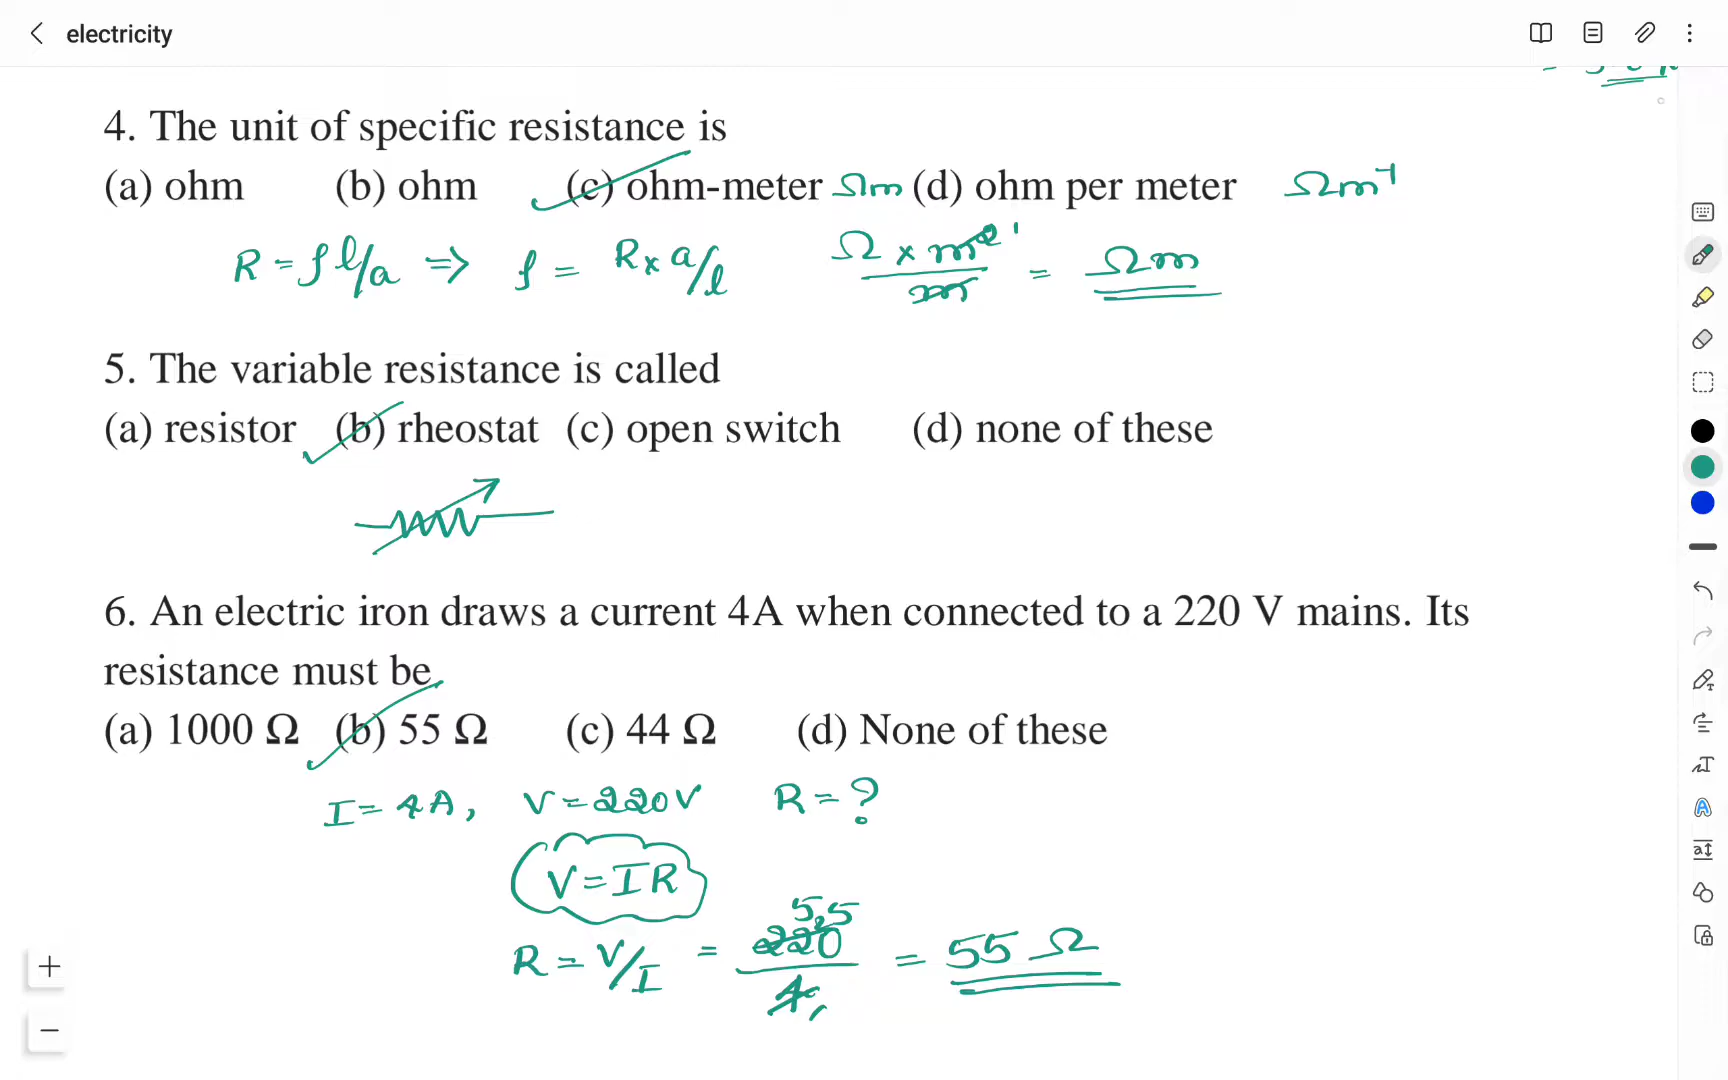 electricity
4. The unit of specific resistance is
(a) ohm (b) ohm (c) ohm-meter Ωm (d) ohm per meter Ωm⁻¹
R = ρ l/a => ρ = R x a/l Ω x m² 1 / m = Ωm
5. The variable resistance is called
(a) resistor (b) rheostat (c) open switch (d) none of these
6. An electric iron draws a current 4A when connected to a 220 V mains. Its
resistance must be
(a) 1000 Ω (b) 55 Ω (c) 44 Ω (d) None of these
I = 4A, V = 220V R = ?
V = IR
55
R = V/I = 220/4 = 55 Ω